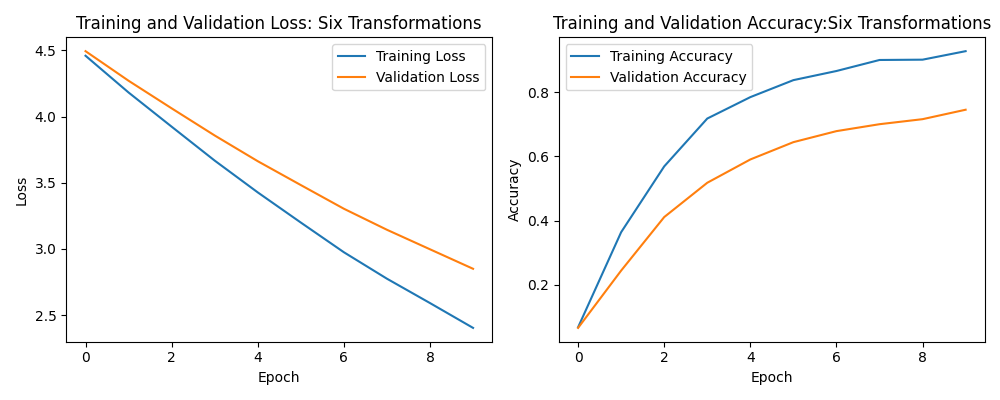 Training and Validation Loss: Six Transformations
Training Loss
Validation Loss
4.5
4.0
3.5
3.0
2.5
Loss
0 2 4 6 8
Epoch
Training and Validation Accuracy:Six Transformations
Training Accuracy
Validation Accuracy
0.8
0.6
0.4
0.2
Accuracy
0 2 4 6 8
Epoch